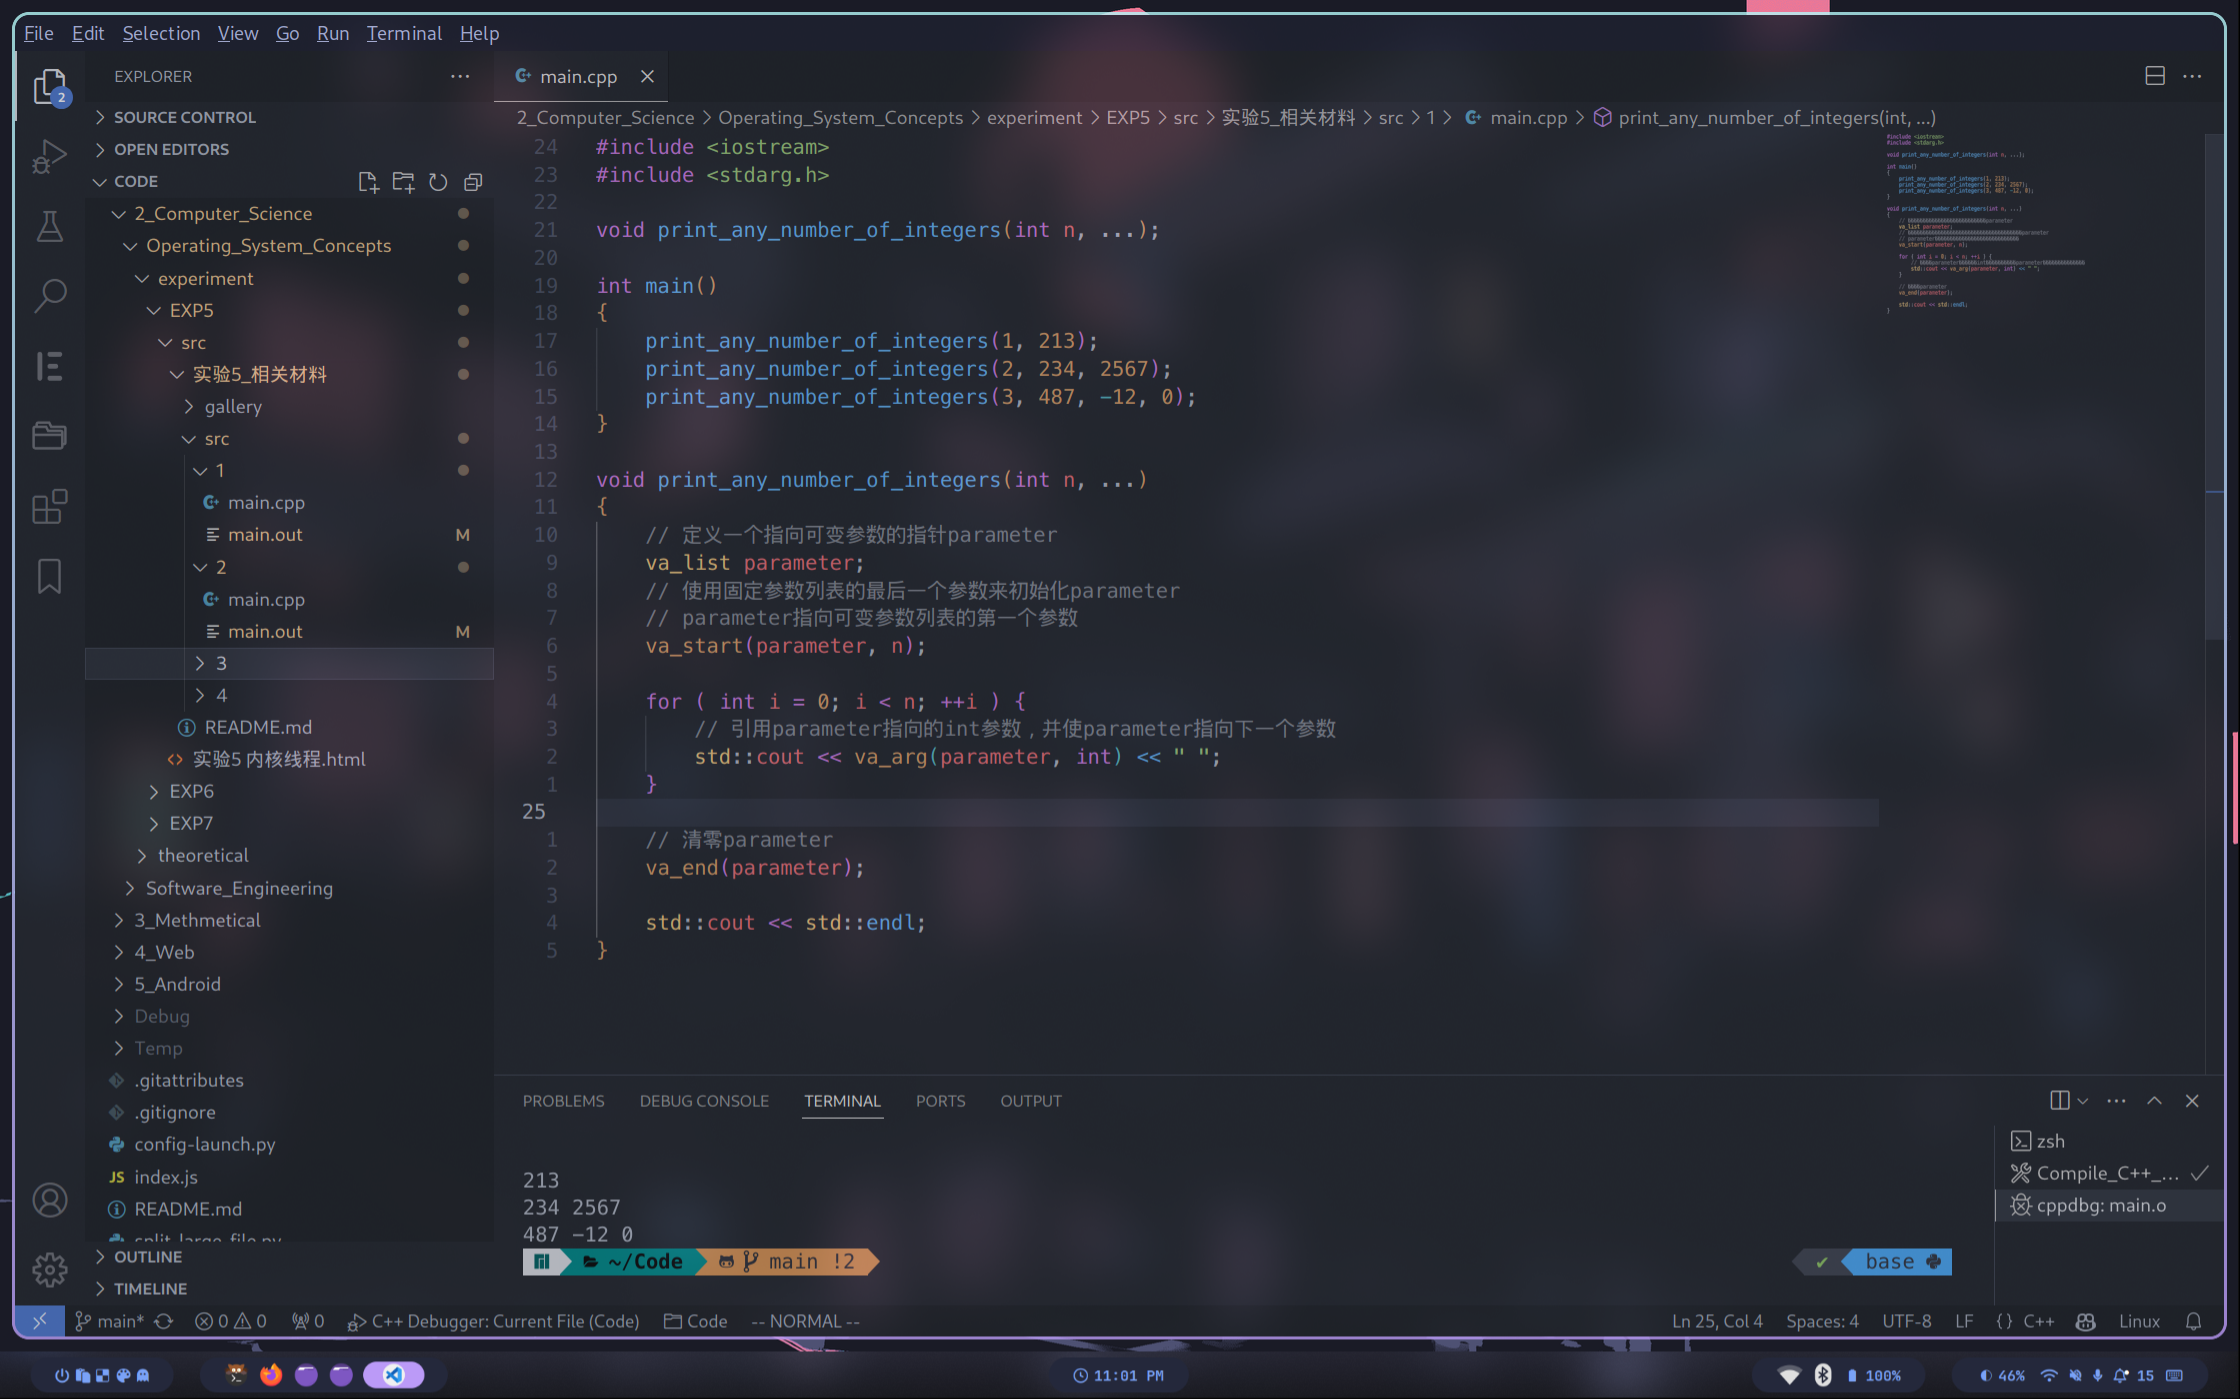 File Edit Selection View Go Run Terminal Help
EXPLORER
2
SOURCE CONTROL
OPEN EDITORS
CODE
2_Computer_Science
Operating_System_Concepts
experiment
EXP5
src
实验5_相关材料
gallery
src
1
main.cpp
main.out M
2
main.cpp
main.out M
3
4
README.md
实验5 内核线程.html
EXP6
EXP7
theoretical
Software_Engineering
3_Methmetical
4_Web
5_Android
Debug
Temp
.gitattributes
.gitignore
config-launch.py
JS index.js
README.md
split_large_file.py
OUTLINE
TIMELINE
main.cpp
2_Computer_Science > Operating_System_Concepts > experiment > EXP5 > src > 实验5_相关材料 > src > 1 > main.cpp > print_any_number_of_integers(int, ...)
24 #include <iostream>
23 #include <stdarg.h>
22
21 void print_any_number_of_integers(int n, ...);
20
19 int main()
18 {
17 print_any_number_of_integers(1, 213);
16 print_any_number_of_integers(2, 234, 2567);
15 print_any_number_of_integers(3, 487, -12, 0);
14 }
13
12 void print_any_number_of_integers(int n, ...)
11 {
10 // 定义一个指向可变参数的指针parameter
9 va_list parameter;
8 // 使用固定参数列表的最后一个参数来初始化parameter
7 // parameter指向可变参数列表的第一个参数
6 va_start(parameter, n);
5
4 for ( int i = 0; i < n; ++i ) {
3 // 引用parameter指向的int参数，并使parameter指向下一个参数
2 std::cout << va_arg(parameter, int) << " ";
1 }
25
1 // 清零parameter
2 va_end(parameter);
3
4 std::cout << std::endl;
5 }
PROBLEMS DEBUG CONSOLE TERMINAL PORTS OUTPUT
213
234 2567
487 -12 0
~/Code main !2 ✔ base
zsh
Compile_C++_...
cppdbg: main.o
main* 0 0 0 C++ Debugger: Current File (Code) Code -- NORMAL -- Ln 25, Col 4 Spaces: 4 UTF-8 LF {} C++ Linux
11:01 PM 100% 46% 15